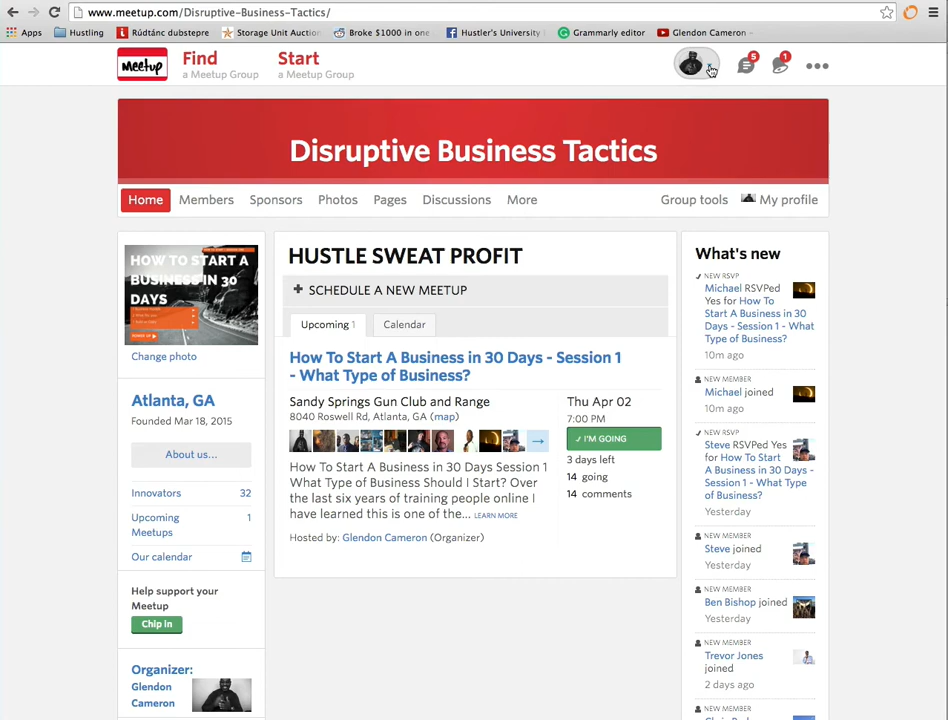 www.meetup.com/Disruptive-Business-Tactics/
Apps Hustling Rúdtánc dubstepre Storage Unit Auction Reddit Broke $1000 in one Hustler's University Grammarly editor Glendon Cameron -
Meetup
Find
a Meetup Group
Start
a Meetup Group
5
1
Disruptive Business Tactics
Home Members Sponsors Photos Pages Discussions More Group tools My profile
HOW TO START A
BUSINESS IN 30
DAYS
Change photo
Atlanta, GA
Founded Mar 18, 2015
About us...
Innovators 32
Upcoming 1
Meetups
Our calendar
Help support your
Meetup
Chip in
Organizer:
Glendon
Cameron
HUSTLE SWEAT PROFIT
+ SCHEDULE A NEW MEETUP
Upcoming 1 Calendar
How To Start A Business in 30 Days - Session 1
- What Type of Business?
Sandy Springs Gun Club and Range
8040 Roswell Rd, Atlanta, GA (map)
How To Start A Business in 30 Days Session 1
What Type of Business Should I Start? Over
the last six years of training people online I
have learned this is one of the... LEARN MORE
Hosted by: Glendon Cameron (Organizer)
Thu Apr 02
7:00 PM
✓ I'M GOING
3 days left
14 going
14 comments
What's new
NEW RSVP
Michael RSVPed
Yes for How To
Start A Business in 30
Days - Session 1 - What
Type of Business?
10m ago
NEW MEMBER
Michael joined
10m ago
NEW RSVP
Steve RSVPed Yes
for How To Start
A Business in 30 Days -
Session 1 - What Type
of Business?
Yesterday
NEW MEMBER
Steve joined
Yesterday
NEW MEMBER
Ben Bishop joined
Yesterday
NEW MEMBER
Trevor Jones
joined
2 days ago
NEW MEMBER